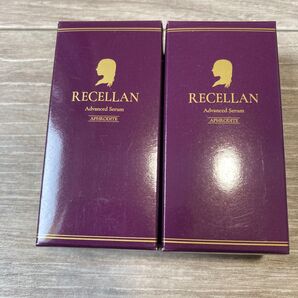 RECELLAN
Advanced Serum
APHRODITE
RECELLAN
Advanced Serum
APHRODITE